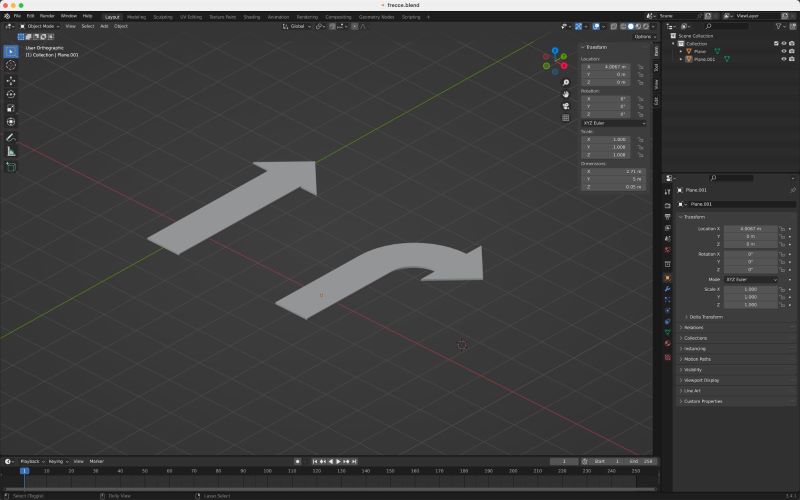 frecce.blend
File Edit Render Window Help Layout Modeling Sculpting UV Editing Texture Paint Shading Animation Rendering Compositing Geometry Nodes Scripting + Scene ViewLayer
Object Mode View Select Add Object Global
Options
User Orthographic
(1) Collection | Plane.001
Transform
Location:
X 4.0067 m
Y 0 m
Z 0 m
Rotation:
X 0°
Y 0°
Z 0°
XYZ Euler
Scale:
X 1.000
Y 1.000
Z 1.000
Dimensions:
X 2.71 m
Y 5 m
Z 0.05 m
Item
Tool
View
Edit
Scene Collection
Collection
Plane
Plane.001
Plane.001
Plane.001
Transform
Location X 4.0067 m
Y 0 m
Z 0 m
Rotation X 0°
Y 0°
Z 0°
Mode XYZ Euler
Scale X 1.000
Y 1.000
Z 1.000
Delta Transform
Relations
Collections
Instancing
Motion Paths
Visibility
Viewport Display
Line Art
Custom Properties
Playback Keying View Marker 1 Start 1 End 250
1 10 20 30 40 50 60 70 80 90 100 110 120 130 140 150 160 170 180 190 200 210 220 230 240 250
Select (Toggle) Dolly View Lasso Select